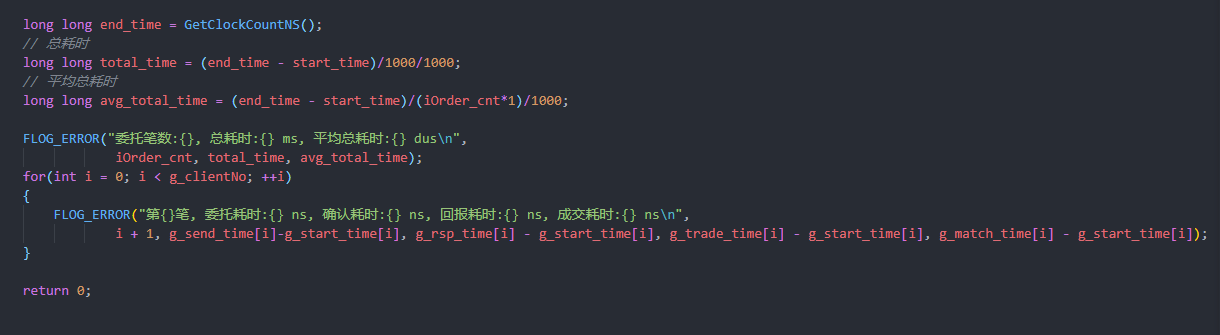 long long end_time = GetClockCountNS();
// 总耗时
long long total_time = (end_time - start_time)/1000/1000;
// 平均总耗时
long long avg_total_time = (end_time - start_time)/(iOrder_cnt*1)/1000;
FLOG_ERROR("委托笔数:{}, 总耗时:{} ms, 平均总耗时:{} dus\n",
iOrder_cnt, total_time, avg_total_time);
for(int i = 0; i < g_clientNo; ++i)
{
FLOG_ERROR("第{}笔, 委托耗时:{} ns, 确认耗时:{} ns, 回报耗时:{} ns, 成交耗时:{} ns\n",
i + 1, g_send_time[i]-g_start_time[i], g_rsp_time[i] - g_start_time[i], g_trade_time[i] - g_start_time[i], g_match_time[i] - g_start_time[i]);
}
return 0;